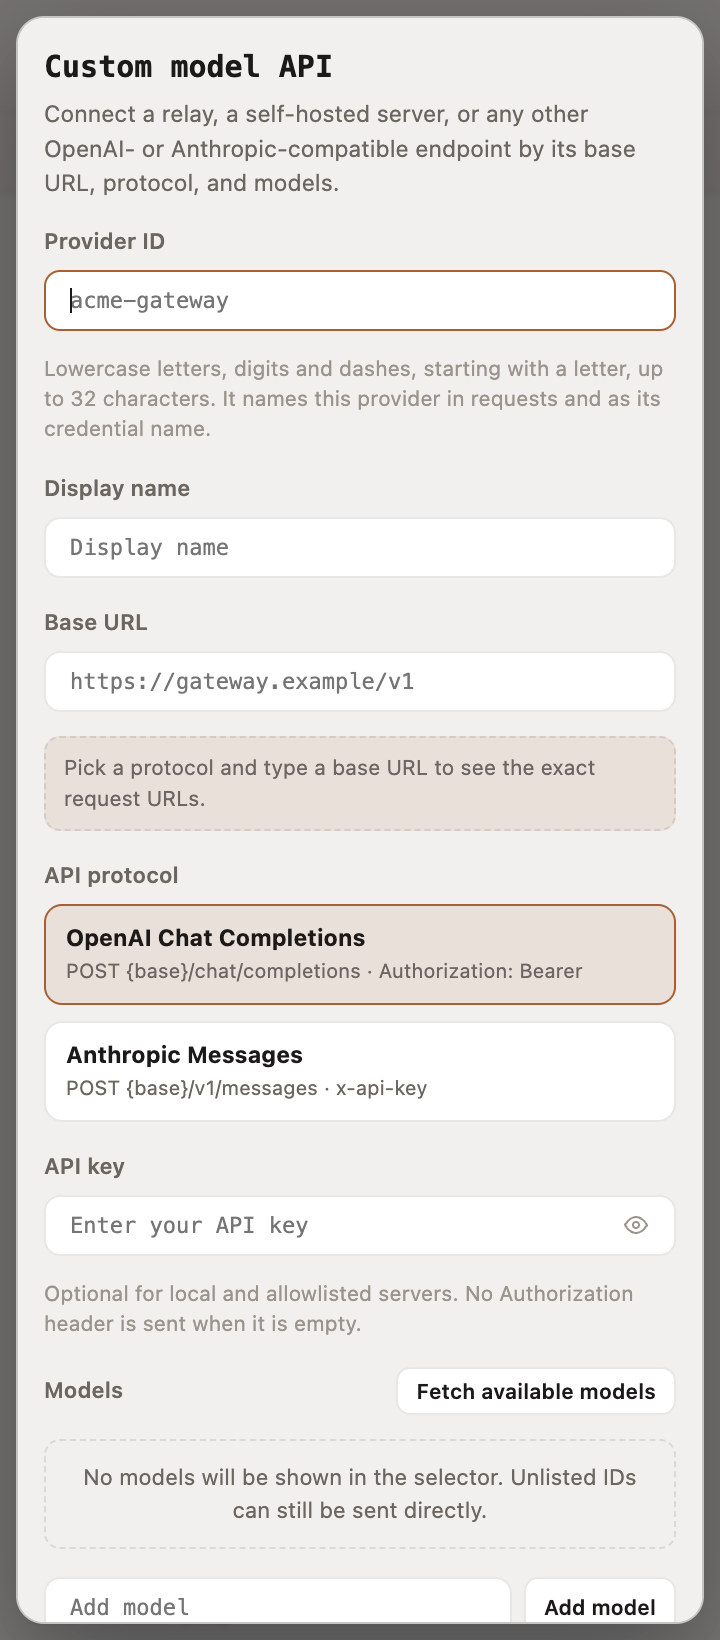 Custom model API
Connect a relay, a self-hosted server, or any other
OpenAI- or Anthropic-compatible endpoint by its base
URL, protocol, and models.
Provider ID
acme-gateway
Lowercase letters, digits and dashes, starting with a letter, up
to 32 characters. It names this provider in requests and as its
credential name.
Display name
Display name
Base URL
https://gateway.example/v1
Pick a protocol and type a base URL to see the exact
request URLs.
API protocol
OpenAI Chat Completions
POST {base}/chat/completions · Authorization: Bearer
Anthropic Messages
POST {base}/v1/messages · x-api-key
API key
Enter your API key
Optional for local and allowlisted servers. No Authorization
header is sent when it is empty.
Models
Fetch available models
No models will be shown in the selector. Unlisted IDs
can still be sent directly.
Add model
Add model